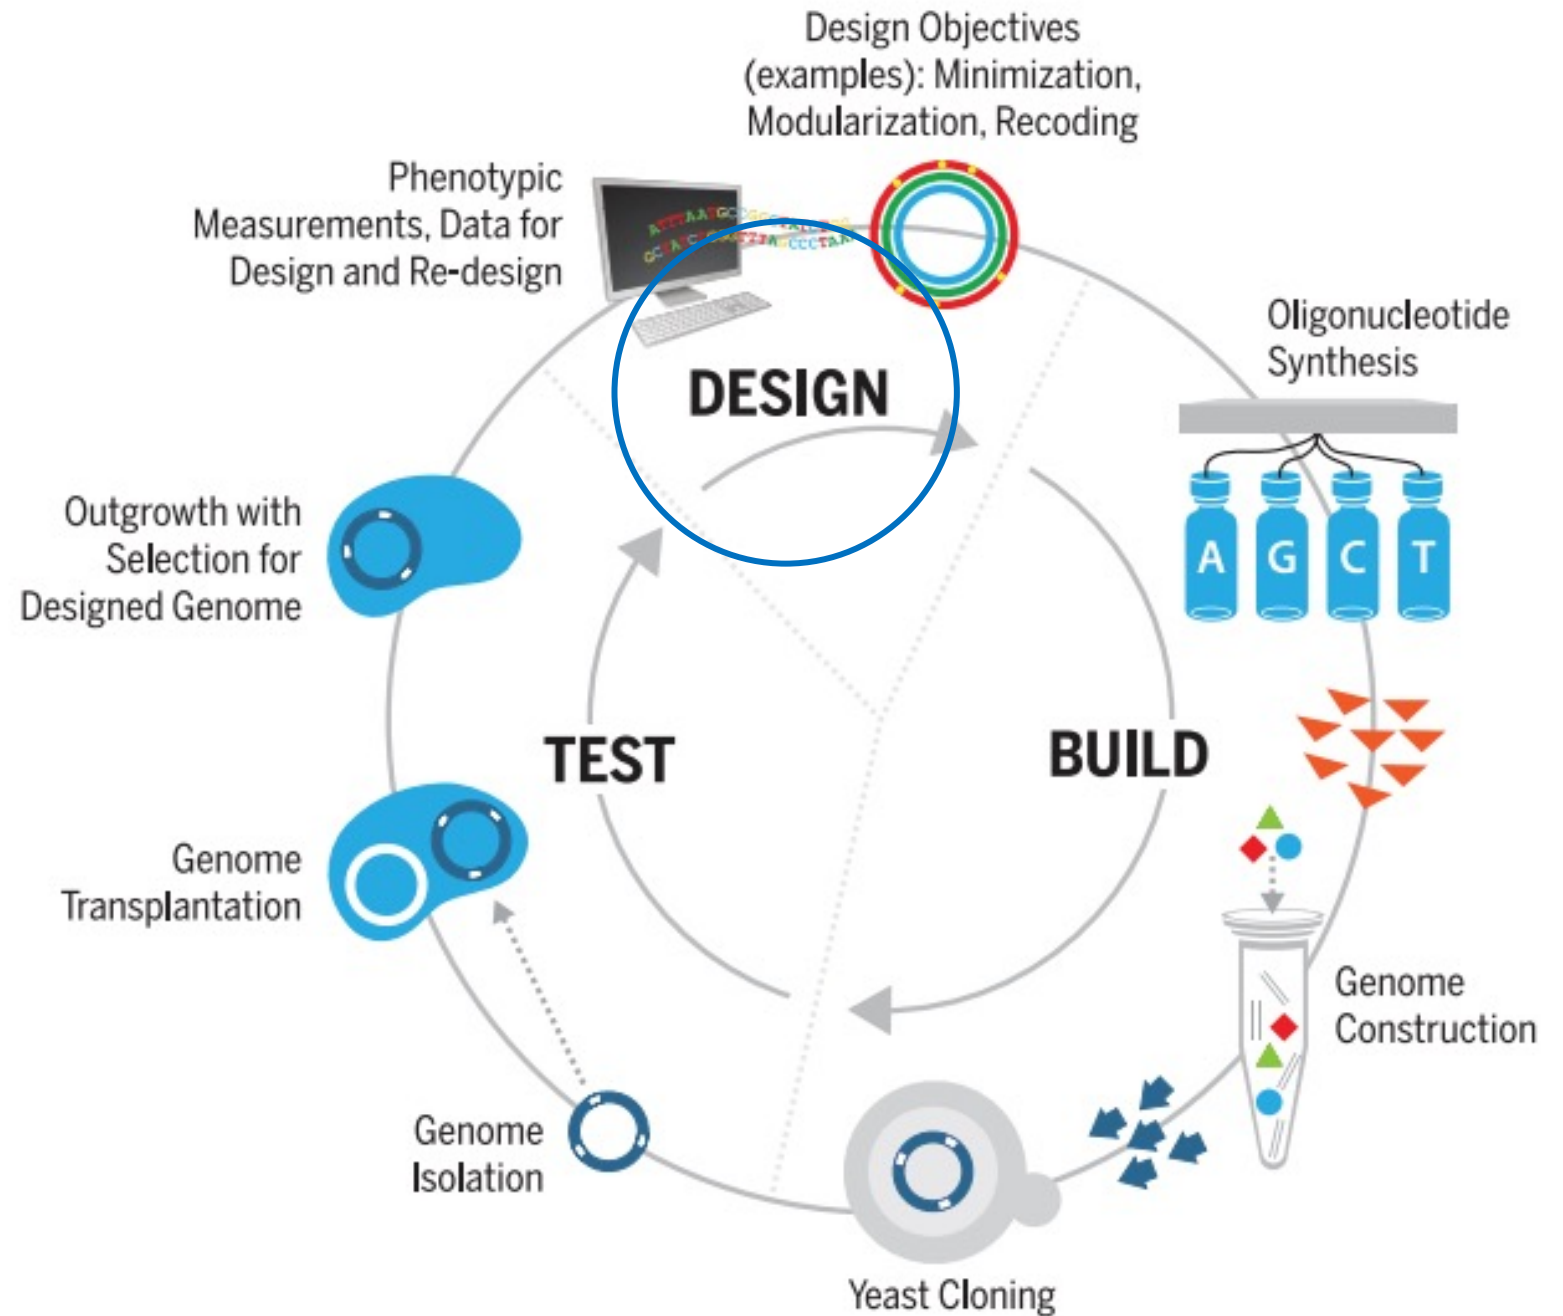 Design Objectives
(examples): Minimization,
Modularization, Recoding
Phenotypic
Measurements, Data for
Design and Re-design
Oligonucleotide
Synthesis
DESIGN
A G C T
Outgrowth with
Selection for
Designed Genome
TEST
BUILD
Genome
Transplantation
Genome
Construction
Genome
Isolation
Yeast Cloning